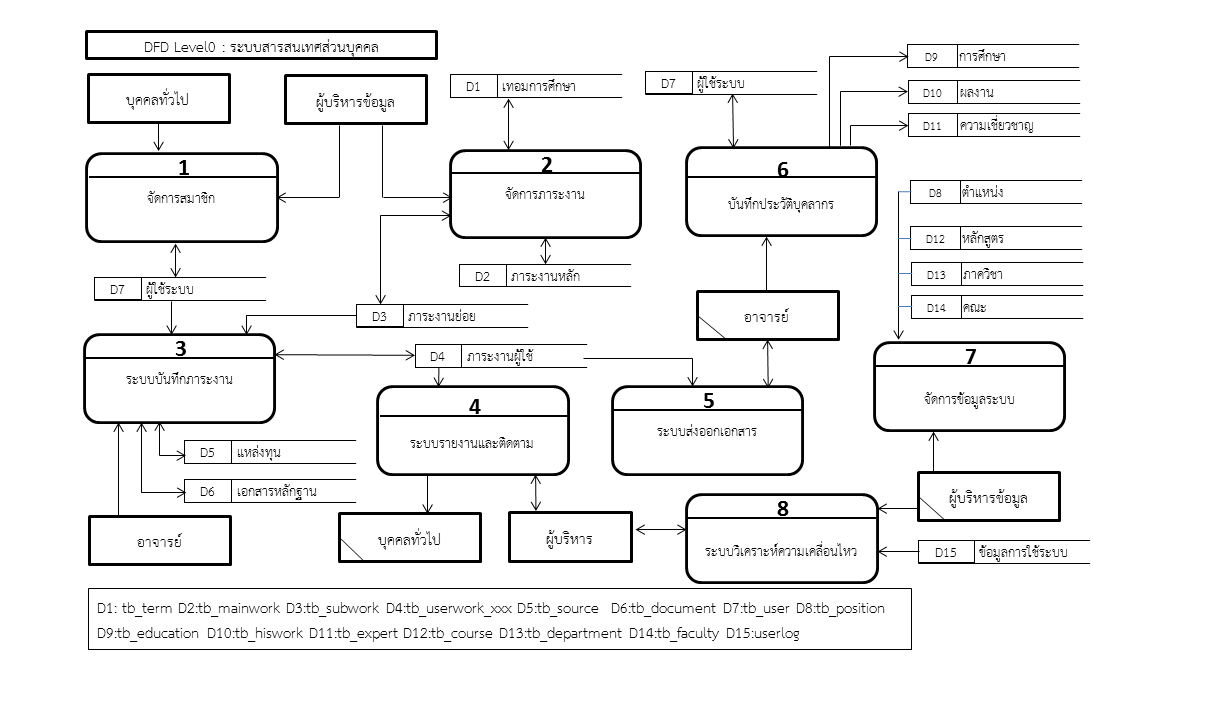 DFD Level0 : ระบบสารสนเทศส่วนบุคคล
บุคคลทั่วไป
ผู้บริหารข้อมูล
D1 เทอมการศึกษา
D7 ผู้ใช้ระบบ
D9 การศึกษา
D10 ผลงาน
D11 ความเชี่ยวชาญ
1
จัดการสมาชิก
2
จัดการภาระงาน
6
บันทึกประวัติบุคลากร
D8 ตำแหน่ง
D12 หลักสูตร
D13 ภาควิชา
D14 คณะ
D7 ผู้ใช้ระบบ
D2 ภาระงานหลัก
D3 ภาระงานย่อย
อาจารย์
3
ระบบบันทึกภาระงาน
D4 ภาระงานผู้ใช้
7
จัดการข้อมูลระบบ
4
ระบบรายงานและติดตาม
5
ระบบส่งออกเอกสาร
D5 แหล่งทุน
D6 เอกสารหลักฐาน
ผู้บริหารข้อมูล
อาจารย์
บุคคลทั่วไป
ผู้บริหาร
8
ระบบวิเคราะห์ความเคลื่อนไหว
D15 ข้อมูลการใช้ระบบ
D1: tb_term D2:tb_mainwork D3:tb_subwork D4:tb_userwork_xxx D5:tb_source D6:tb_document D7:tb_user D8:tb_position
D9:tb_education D10:tb_hiswork D11:tb_expert D12:tb_course D13:tb_department D14:tb_faculty D15:userlog